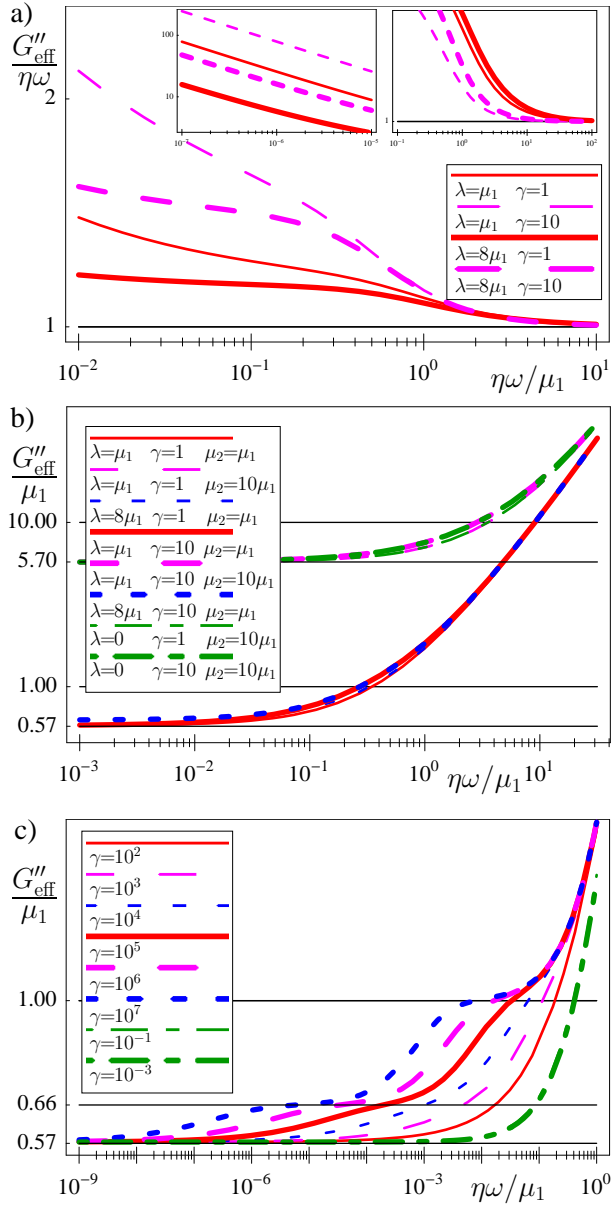 a)
G″eff
ηω
2
1
100
10
10⁻⁷
10⁻⁶
10⁻⁵
1
10⁻¹
10⁰
10¹
10²
λ=μ₁ γ=1
λ=μ₁ γ=10
λ=8μ₁ γ=1
λ=8μ₁ γ=10
10⁻²
10⁻¹
10⁰
10¹
ηω/μ₁
b)
G″eff
μ₁
10.00
5.70
1.00
0.57
λ=μ₁ γ=1 μ₂=μ₁
λ=μ₁ γ=1 μ₂=10μ₁
λ=8μ₁ γ=1 μ₂=μ₁
λ=μ₁ γ=10 μ₂=μ₁
λ=μ₁ γ=10 μ₂=10μ₁
λ=8μ₁ γ=10 μ₂=μ₁
λ=0 γ=1 μ₂=10μ₁
λ=0 γ=10 μ₂=10μ₁
10⁻³
10⁻²
10⁻¹
10⁰
10¹
ηω/μ₁
c)
G″eff
μ₁
1.00
0.66
0.57
γ=10²
γ=10³
γ=10⁴
γ=10⁵
γ=10⁶
γ=10⁷
γ=10⁻¹
γ=10⁻³
10⁻⁹
10⁻⁶
10⁻³
10⁰
ηω/μ₁